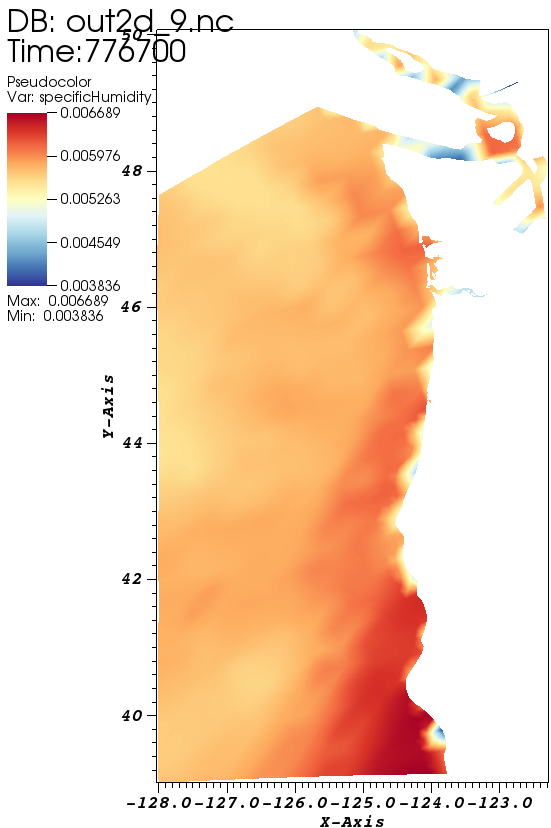 DB: out2d_9.nc
Time:776700
Pseudocolor
Var: specificHumidity
0.006689
0.005976
0.005263
0.004549
0.003836
Max: 0.006689
Min: 0.003836
50
48
46
44
42
40
Y-Axis
-128.0 -127.0 -126.0 -125.0 -124.0 -123.0
X-Axis